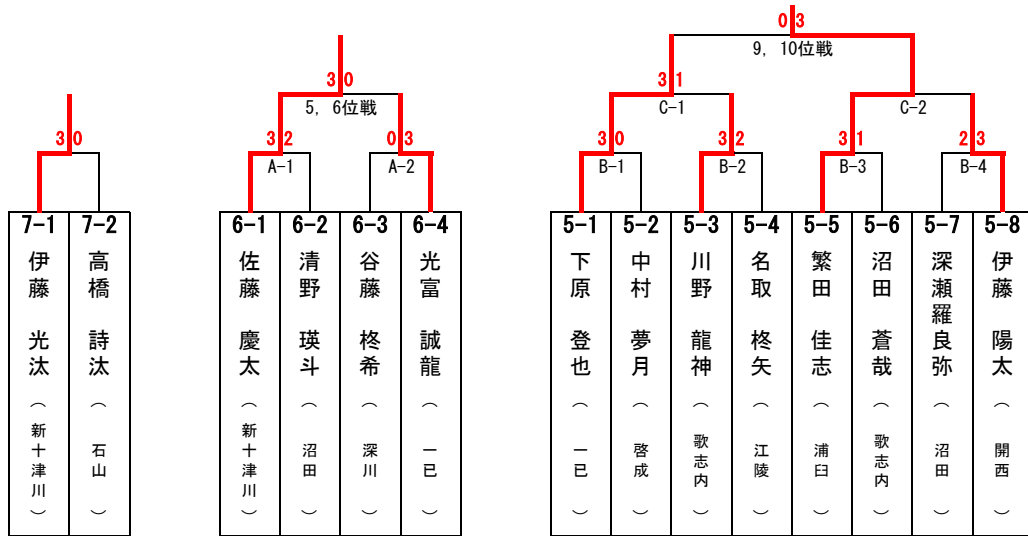 0 3
9, 10位戦
3 0
3 1
5, 6位戦
C-1
C-2
3 0
3 2
0 3
3 0
3 2
3 1
2 3
A-1
A-2
B-1
B-2
B-3
B-4
7-1
7-2
6-1
6-2
6-3
6-4
5-1
5-2
5-3
5-4
5-5
5-6
5-7
5-8
伊藤 光汰
（新十津川）
高橋 詩汰
（石山）
佐藤 慶太
（新十津川）
清野 瑛斗
（沼田）
谷藤 柊希
（深川）
光富 誠龍
（一已）
下原 登也
（一已）
中村 夢月
（啓成）
川野 龍神
（歌志内）
名取 柊矢
（江陵）
繁田 佳志
（浦臼）
沼田 蒼哉
（歌志内）
深瀬羅良弥
（沼田）
伊藤 陽太
（開西）